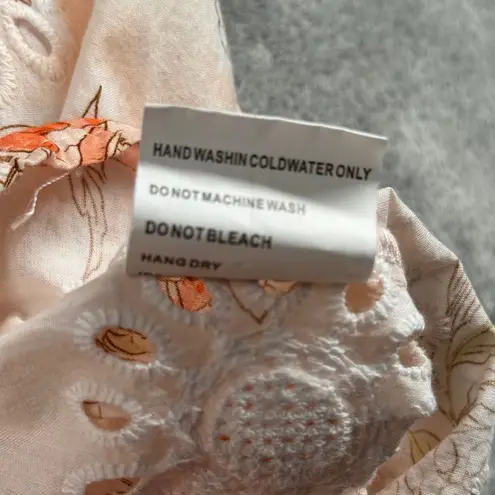 HAND WASHIN COLDWATER ONLY
DO NOT MACHINE WASH
DO NOT BLEACH
HANG DRY